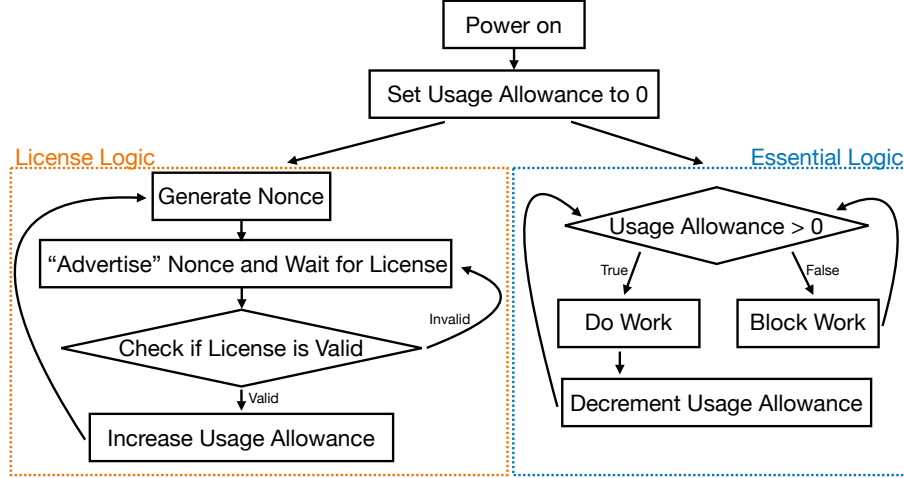 Power on
Set Usage Allowance to 0
License Logic
Generate Nonce
“Advertise” Nonce and Wait for License
Invalid
Check if License is Valid
Valid
Increase Usage Allowance
Essential Logic
Usage Allowance > 0
True
False
Do Work
Block Work
Decrement Usage Allowance